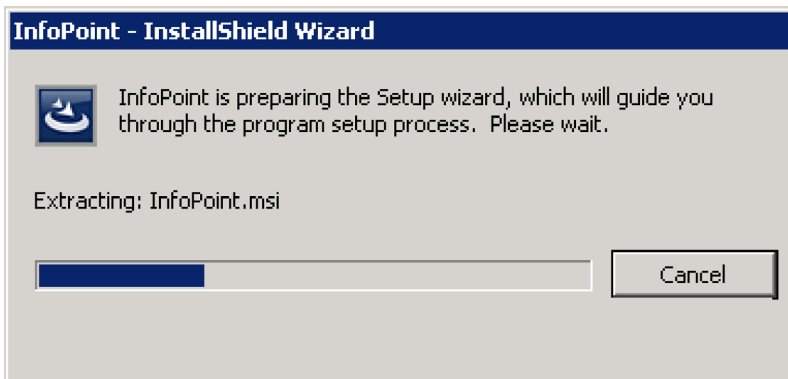 InfoPoint - InstallShield Wizard
InfoPoint is preparing the Setup wizard, which will guide you
through the program setup process.  Please wait.
Extracting: InfoPoint.msi
Cancel